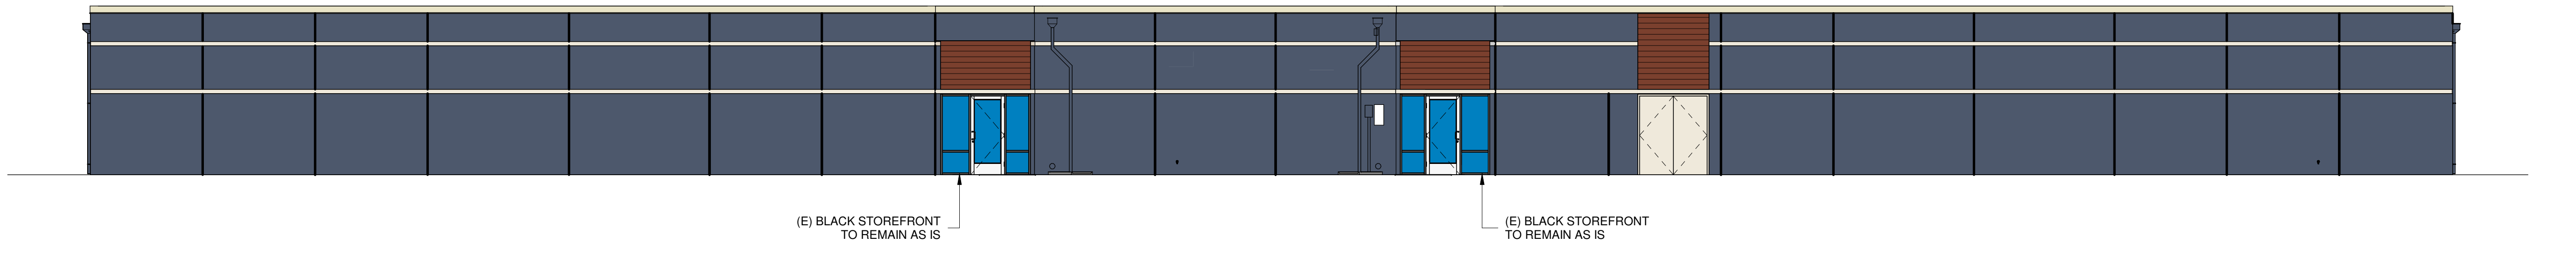 (E) BLACK STOREFRONT
TO REMAIN AS IS
(E) BLACK STOREFRONT
TO REMAIN AS IS